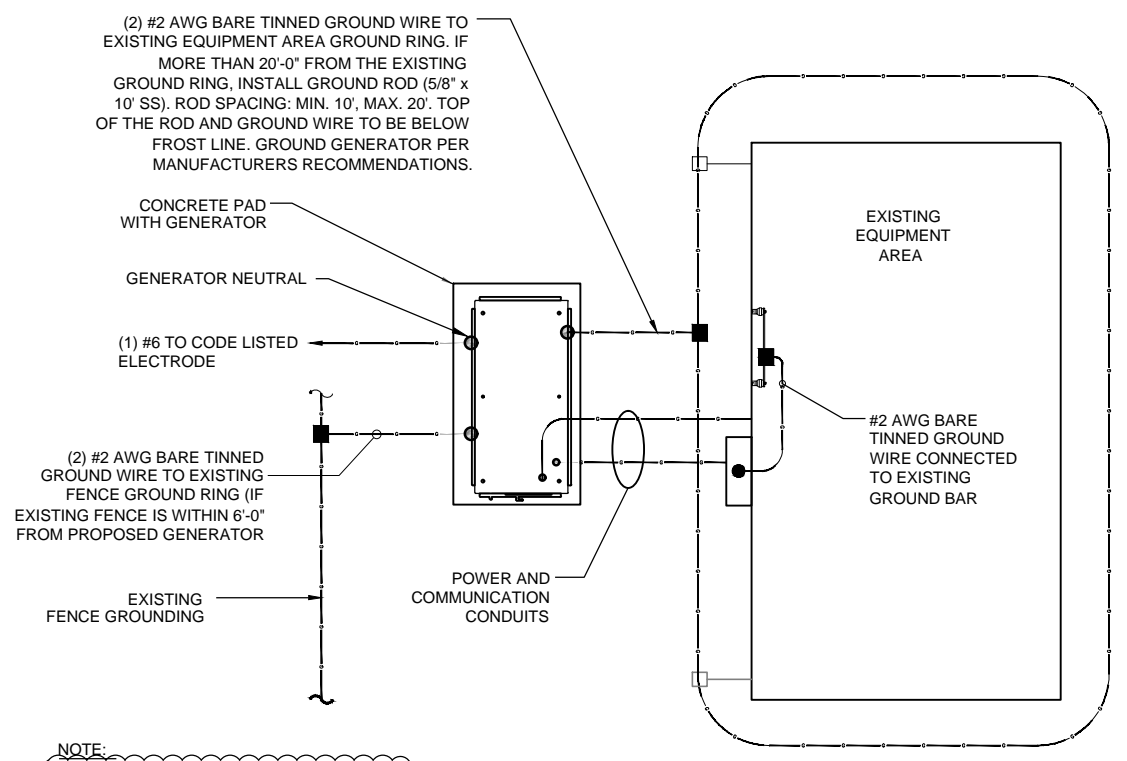 (2) #2 AWG BARE TINNED GROUND WIRE TO
EXISTING EQUIPMENT AREA GROUND RING. IF
MORE THAN 20'-0" FROM THE EXISTING
GROUND RING, INSTALL GROUND ROD (5/8" x
10' SS). ROD SPACING: MIN. 10', MAX. 20'. TOP
OF THE ROD AND GROUND WIRE TO BE BELOW
FROST LINE. GROUND GENERATOR PER
MANUFACTURERS RECOMMENDATIONS.
CONCRETE PAD
WITH GENERATOR
GENERATOR NEUTRAL
(1) #6 TO CODE LISTED
ELECTRODE
(2) #2 AWG BARE TINNED
GROUND WIRE TO EXISTING
FENCE GROUND RING (IF
EXISTING FENCE IS WITHIN 6'-0"
FROM PROPOSED GENERATOR
EXISTING
FENCE GROUNDING
POWER AND
COMMUNICATION
CONDUITS
EXISTING
EQUIPMENT
AREA
#2 AWG BARE
TINNED GROUND
WIRE CONNECTED
TO EXISTING
GROUND BAR
NOTE: